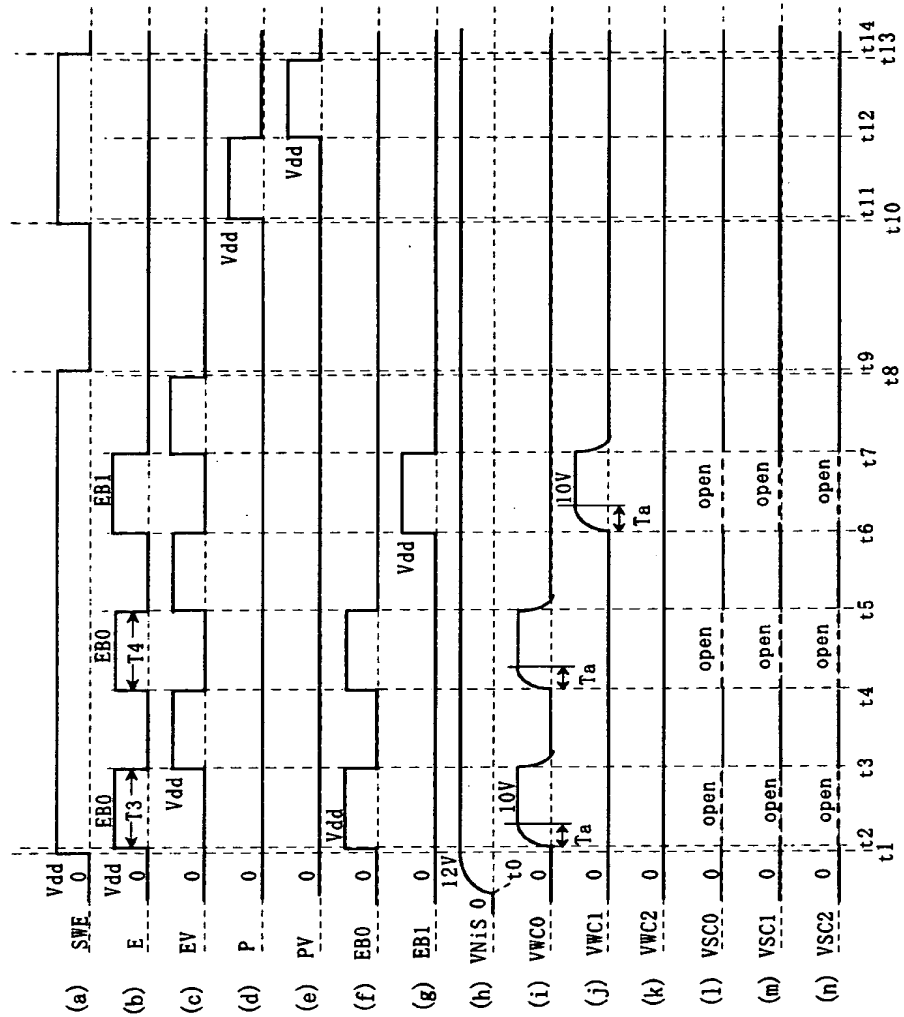 (a) SWE Vdd 0
(b) E Vdd 0 EB0 T3 EB0 T4 EB1
(c) EV 0 Vdd
(d) P 0 Vdd
(e) PV 0 Vdd
(f) EB0 0 Vdd
(g) EB1 0 Vdd
(h) VNiS 0 12V t0
(i) VWC0 0 10V Ta Ta
(j) VWC1 0 10V Ta
(k) VWC2 0
(l) VSC0 0 open open open
(m) VSC1 0 open open open
(n) VSC2 0 open open open
t1 t2 t3 t4 t5 t6 t7 t8 t9 t10 t11 t12 t13 t14